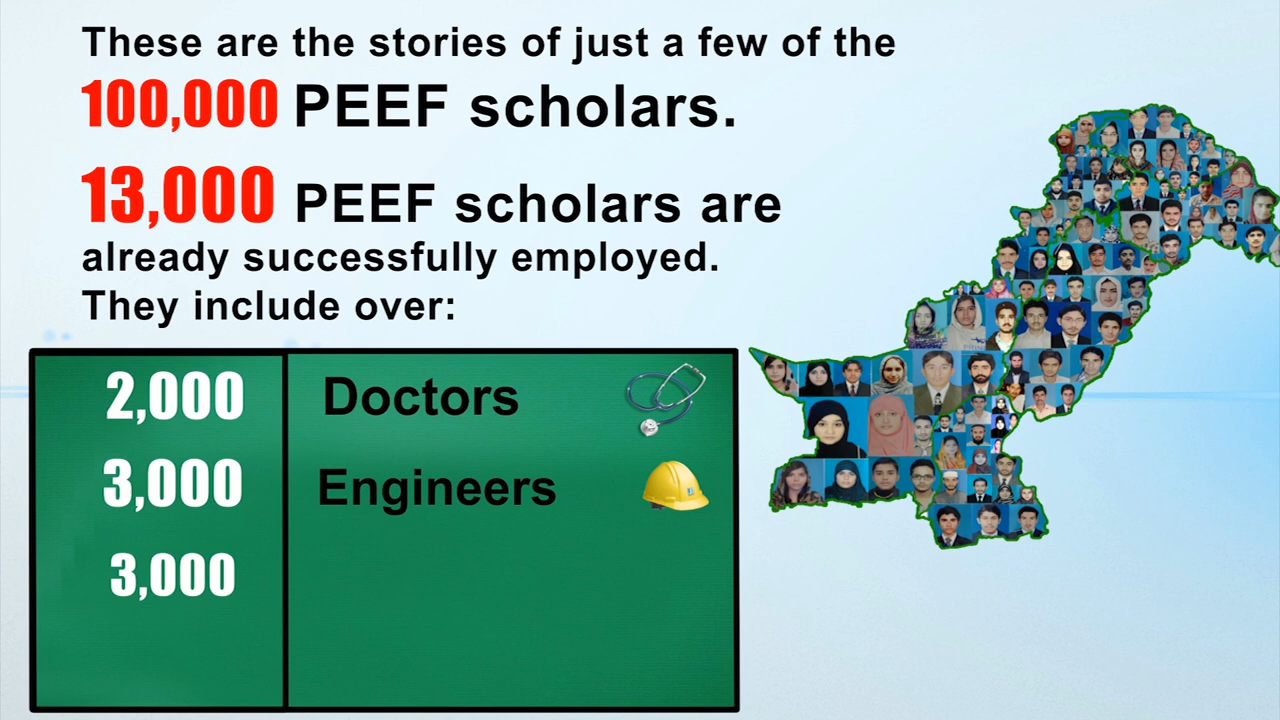 These are the stories of just a few of the
100,000 PEEF scholars.
13,000 PEEF scholars are
already successfully employed.
They include over:
2,000 Doctors
3,000 Engineers
3,000